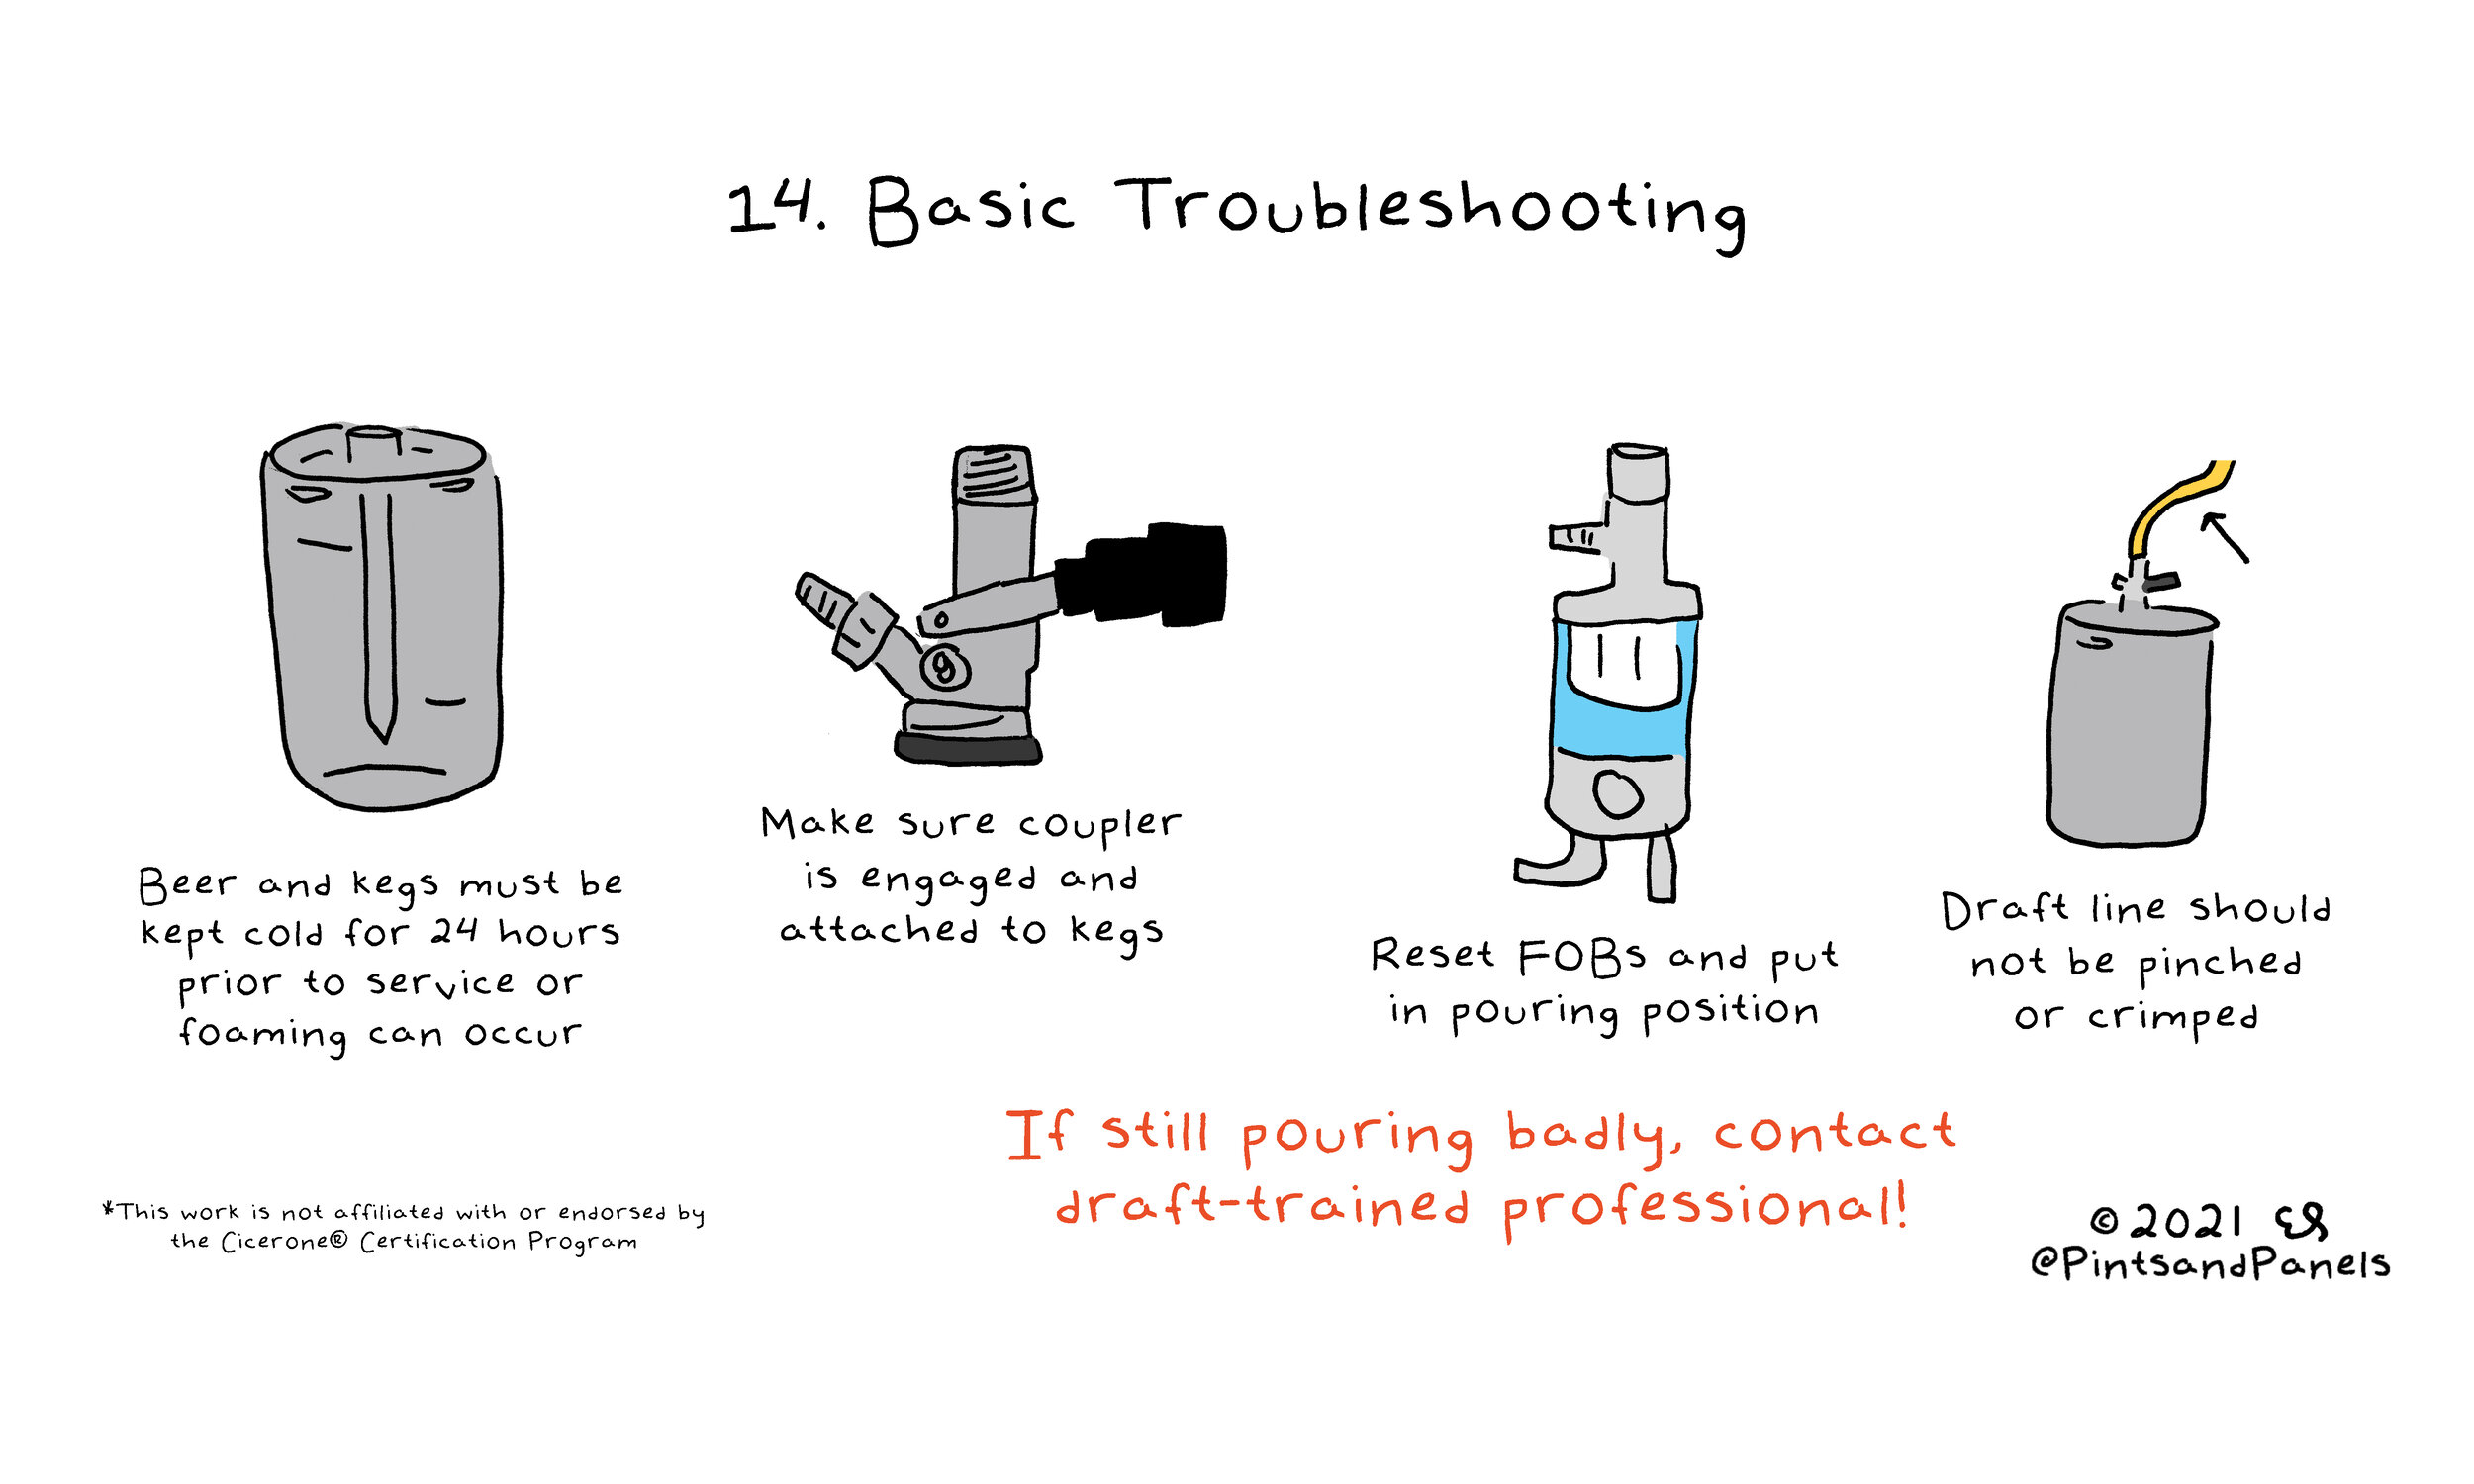 14. Basic Troubleshooting
Beer and kegs must be
kept cold for 24 hours
prior to service or
foaming can occur
Make sure coupler
is engaged and
attached to kegs
Reset FOBs and put
in pouring position
Draft line should
not be pinched
or crimped
If still pouring badly, contact
draft-trained professional!
*This work is not affiliated with or endorsed by
the Cicerone® Certification Program
© 2021
@PintsandPanels